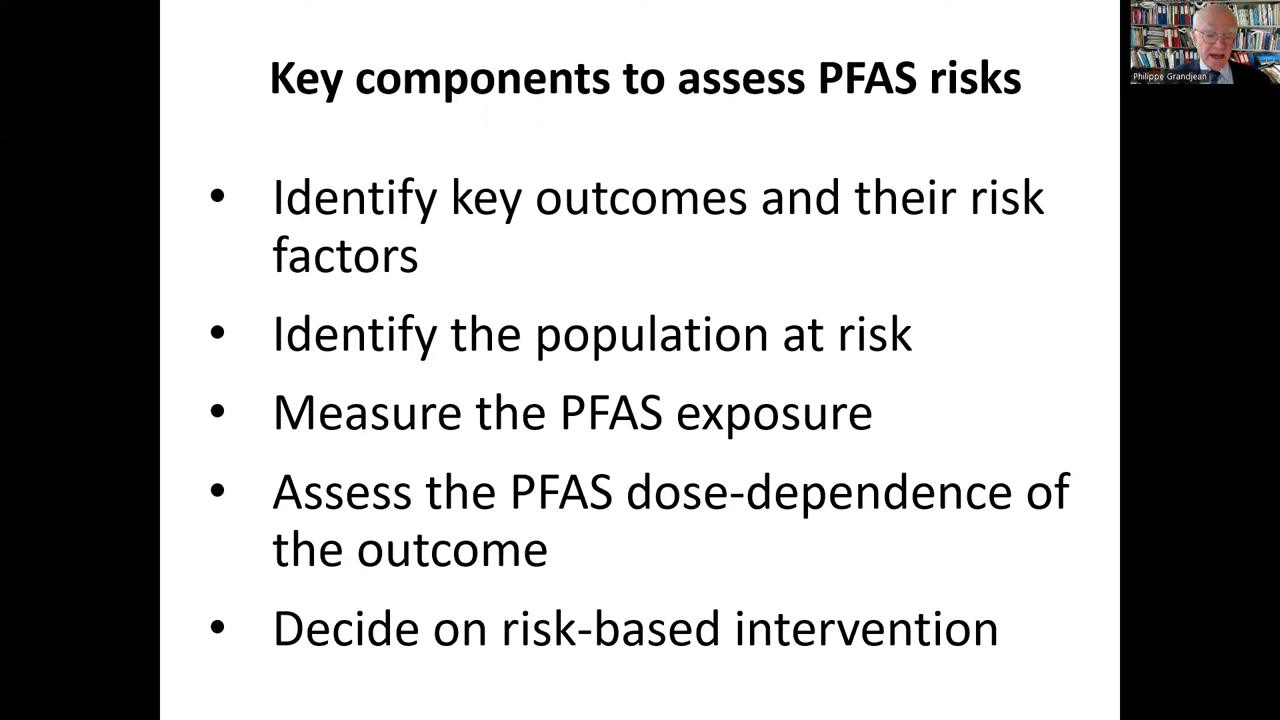 Key components to assess PFAS risks
Philippe Grandjean
• Identify key outcomes and their risk
factors
• Identify the population at risk
• Measure the PFAS exposure
• Assess the PFAS dose-dependence of
the outcome
• Decide on risk-based intervention